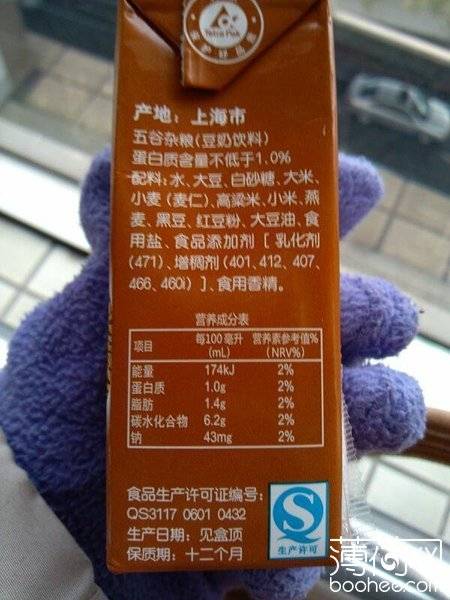 Tetra Pak
产地：上海市
五谷杂粮（豆奶饮料）
蛋白质含量不低于1.0%
配料：水、大豆、白砂糖、大米、
小麦（麦仁）、高粱米、小米、燕
麦、黑豆、红豆粉、大豆油、食
用盐、食品添加剂［乳化剂
（471）、增稠剂（401、412、407、
466、460i）］、食用香精。
营养成分表
项目 每100毫升（mL） 营养素参考值%（NRV%）
能量 174kJ 2%
蛋白质 1.0g 2%
脂肪 1.4g 2%
碳水化合物 6.2g 2%
钠 43mg 2%
食品生产许可证编号：
QS3117 0601 0432
生产日期：见盒顶
保质期：十二个月
生产许可
薄荷网
boohee.com